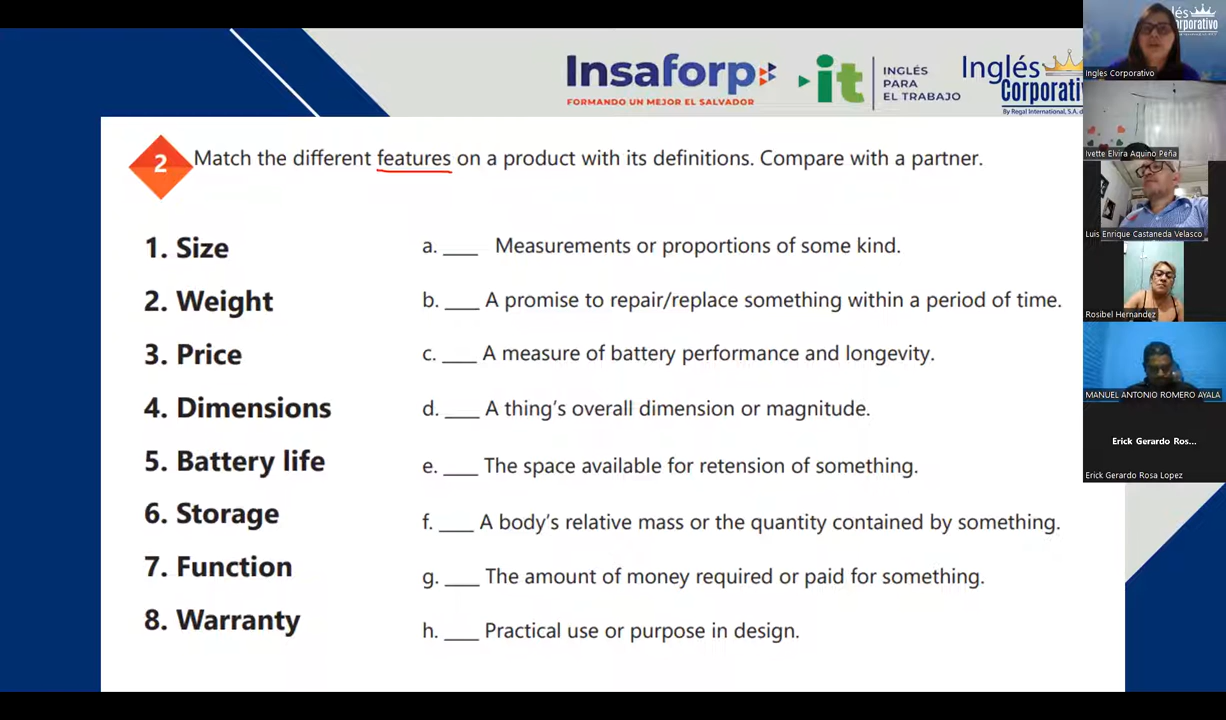 Insaforp
FORMANDO UN MEJOR EL SALVADOR
it
INGLÉS
PARA
EL TRABAJO
Inglés
Corporati
By Regal International, S.A. d
2
Match the different features on a product with its definitions. Compare with a partner.
1. Size
2. Weight
3. Price
4. Dimensions
5. Battery life
6. Storage
7. Function
8. Warranty
a. ____ Measurements or proportions of some kind.
b. ____ A promise to repair/replace something within a period of time.
c. ____ A measure of battery performance and longevity.
d. ____ A thing's overall dimension or magnitude.
e. ____ The space available for retension of something.
f. ____ A body's relative mass or the quantity contained by something.
g. ____ The amount of money required or paid for something.
h. ____ Practical use or purpose in design.
lés
orporativo
Ingles Corporativo
Ivette Elvira Aquino Peña
Luis Enrique Castaneda Velasco
Rosibel Hernandez
MANUEL ANTONIO ROMERO AYALA
Erick Gerardo Ros...
Erick Gerardo Rosa Lopez